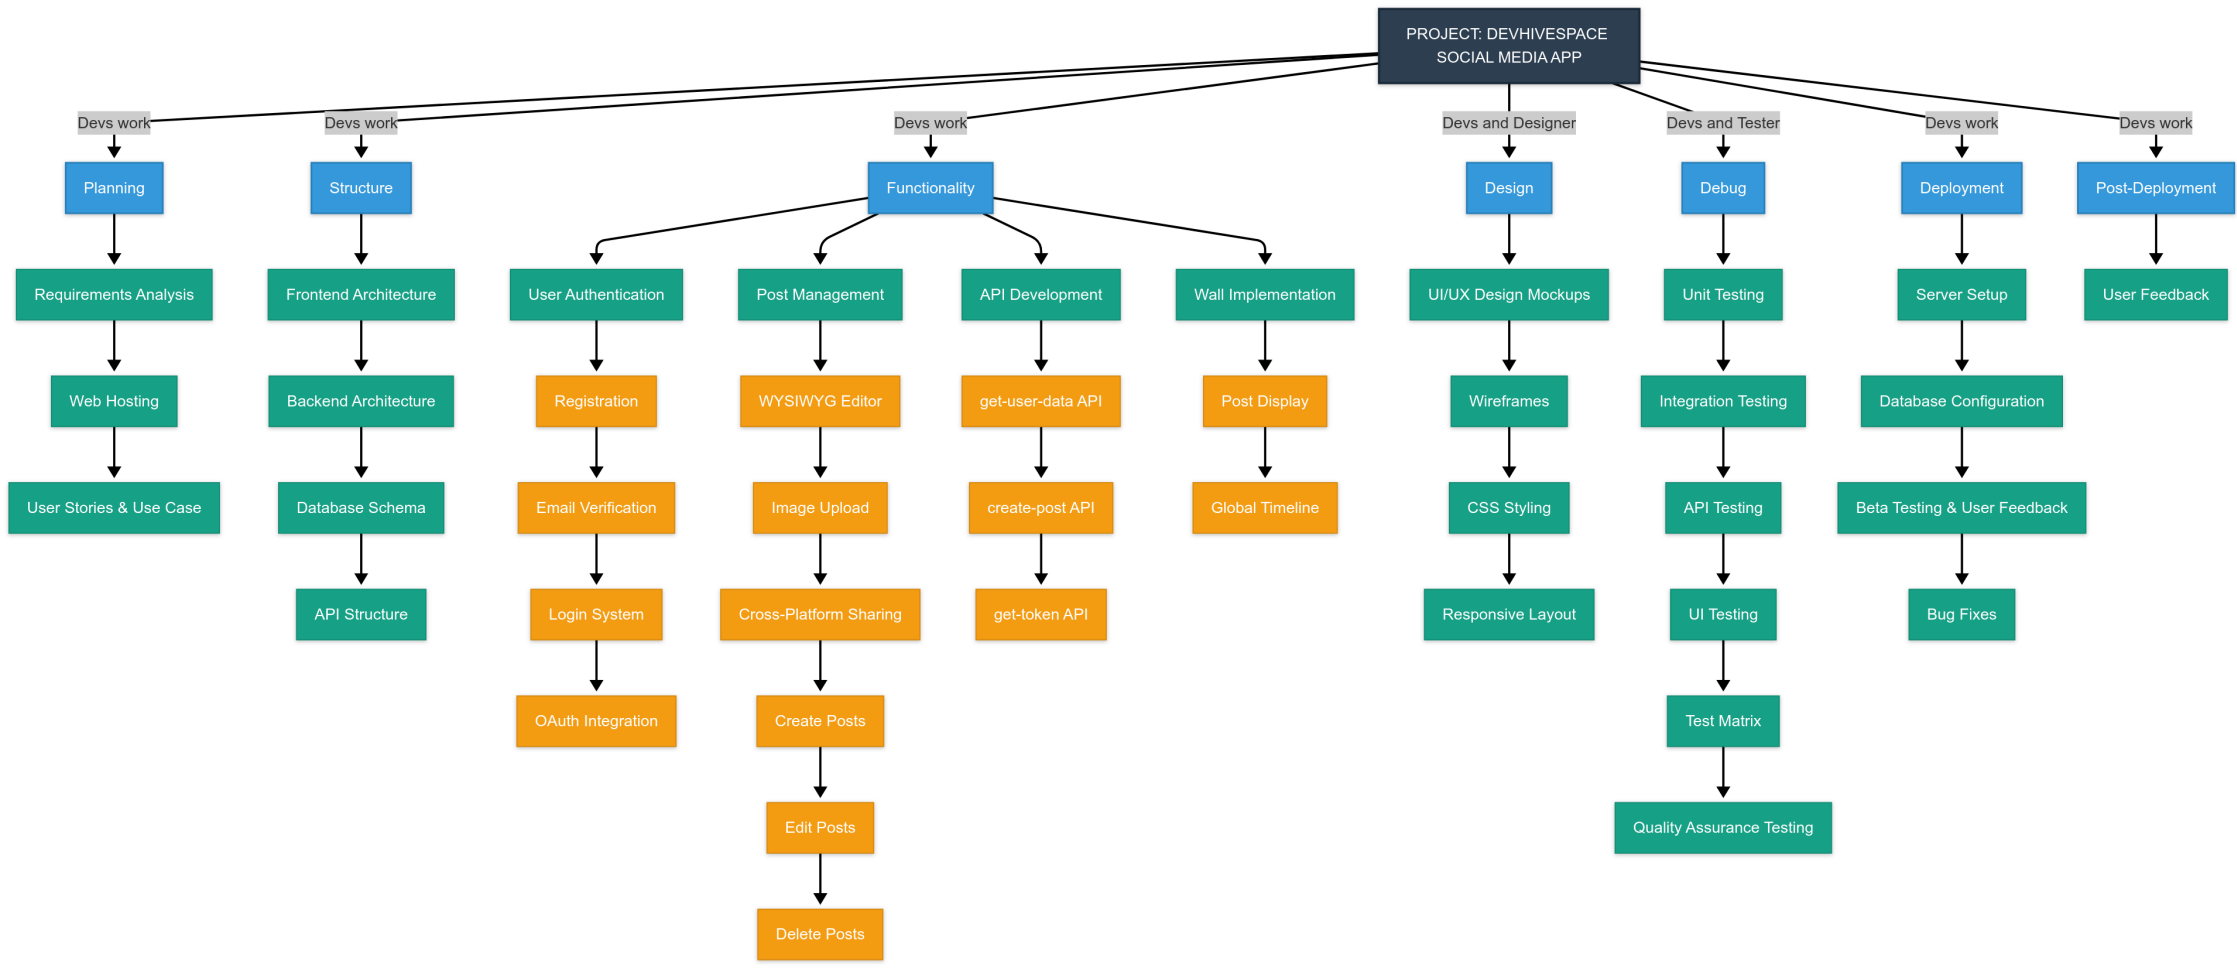 PROJECT: DEVHIVESPACE
SOCIAL MEDIA APP
Devs work
Devs work
Devs work
Devs and Designer
Devs and Tester
Devs work
Devs work
Planning
Structure
Functionality
Design
Debug
Deployment
Post-Deployment
Requirements Analysis
Frontend Architecture
User Authentication
Post Management
API Development
Wall Implementation
UI/UX Design Mockups
Unit Testing
Server Setup
User Feedback
Web Hosting
Backend Architecture
Registration
WYSIWYG Editor
get-user-data API
Post Display
Wireframes
Integration Testing
Database Configuration
User Stories & Use Case
Database Schema
Email Verification
Image Upload
create-post API
Global Timeline
CSS Styling
API Testing
Beta Testing & User Feedback
API Structure
Login System
Cross-Platform Sharing
get-token API
Responsive Layout
UI Testing
Bug Fixes
OAuth Integration
Create Posts
Test Matrix
Edit Posts
Quality Assurance Testing
Delete Posts